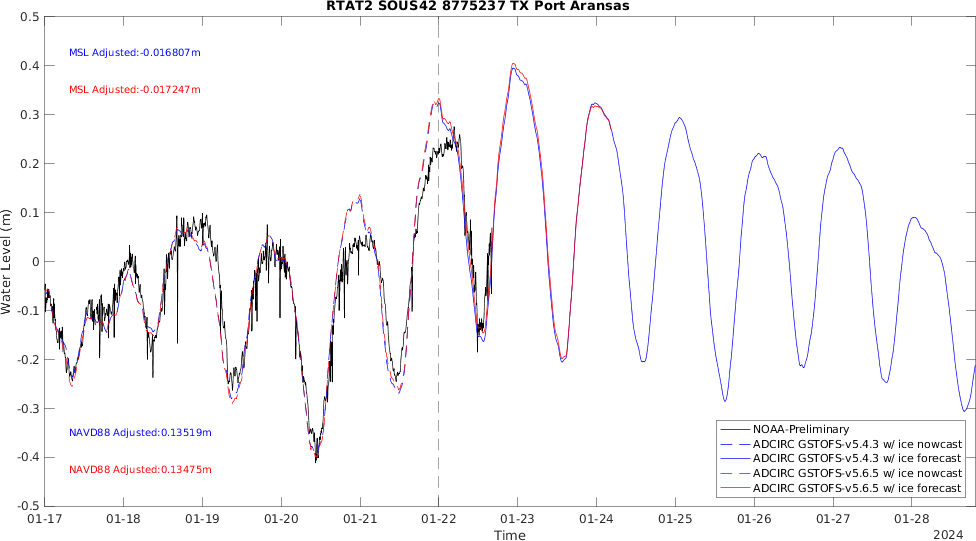 RTAT2 SOUS42 8775237 TX Port Aransas
0.5
0.4
0.3
0.2
0.1
0
-0.1
-0.2
-0.3
-0.4
-0.5
Water Level (m)
MSL Adjusted:-0.016807m
MSL Adjusted:-0.017247m
NAVD88 Adjusted:0.13519m
NAVD88 Adjusted:0.13475m
NOAA-Preliminary
ADCIRC GSTOFS-v5.4.3 w/ ice nowcast
ADCIRC GSTOFS-v5.4.3 w/ ice forecast
ADCIRC GSTOFS-v5.6.5 w/ ice nowcast
ADCIRC GSTOFS-v5.6.5 w/ ice forecast
01-17 01-18 01-19 01-20 01-21 01-22 01-23 01-24 01-25 01-26 01-27 01-28
Time
2024